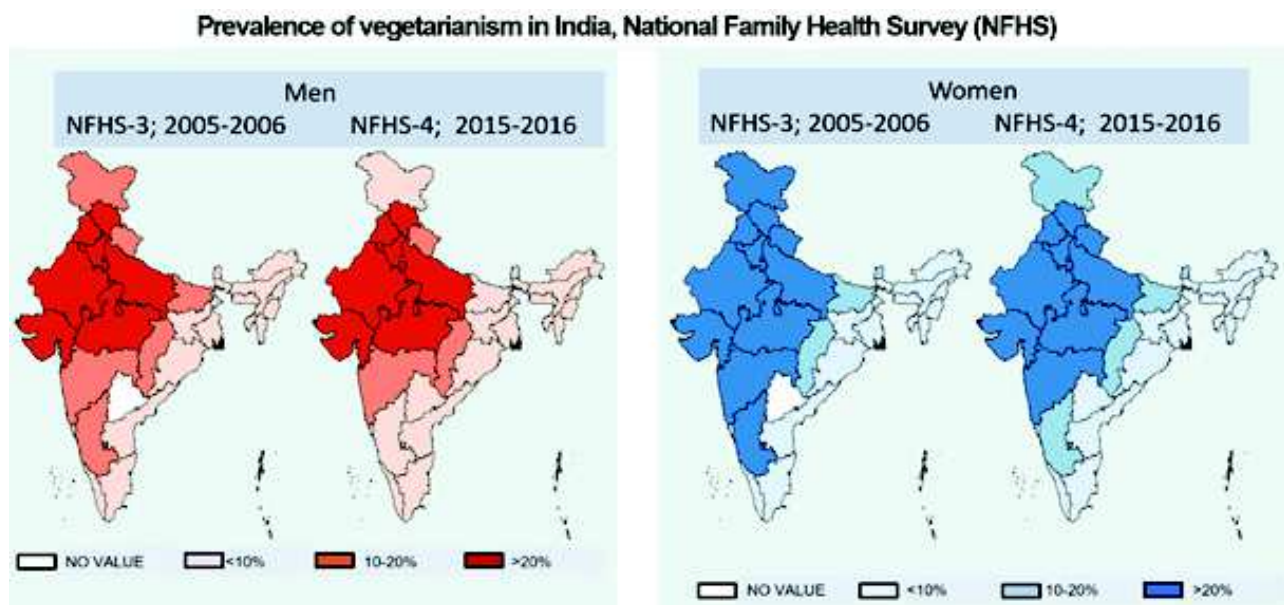 Prevalence of vegetarianism in India, National Family Health Survey (NFHS)
Men
NFHS-3; 2005-2006 NFHS-4; 2015-2016
NO VALUE <10% 10-20% >20%
Women
NFHS-3; 2005-2006 NFHS-4; 2015-2016
NO VALUE <10% 10-20% >20%